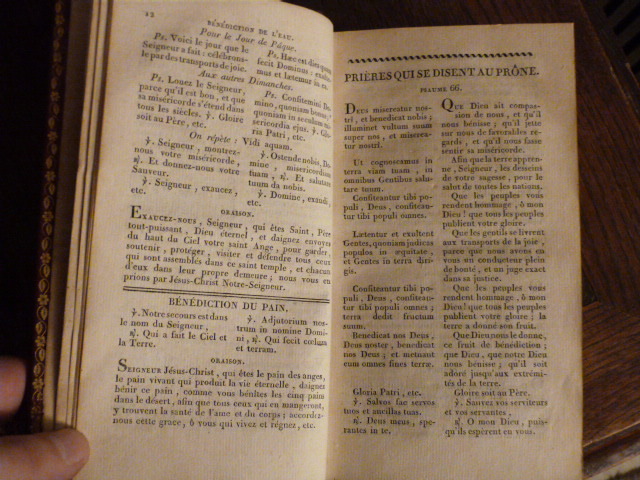 12
BÉNÉDICTION DE L'EAU.
Pour le Jour de Pâque.
Ps. Voici le jour que le
Seigneur a fait : célébrons-
le par des transports de joie.
Ps. Hæc est dies quam
fecit Dominus : exulte-
mus et lætemur in ea.
Aux autres Dimanches.
Ps. Louez le Seigneur,
parce qu'il est bon, et que
sa miséricorde s'étend dans
tous les siècles. ℣. Gloire
soit au Père, etc.
Ps. Confitemini Do-
mino, quoniam bonus:
quoniam in seculum mi-
sericordia ejus. ℣. Glo-
ria Patri, etc.
On répète : Vidi aquam.
℣. Seigneur, montrez-
nous votre miséricorde,
℟. Et donnez-nous votre
Sauveur.
℣. Seigneur, exaucez,
etc.
℣. Ostende nobis, Do-
mine, misericordiam
tuam, ℟. Et salutare
tuum da nobis.
℣. Domine, exaudi,
etc.
ORAISON.
EXAUCEZ-NOUS, Seigneur, qui êtes Saint, Père
tout-puissant, Dieu éternel, et daignez envoyer
du haut du Ciel votre saint Ange, pour garder,
soutenir, protéger, visiter et défendre tous ceux
qui sont assemblés dans ce saint temple, et chacun
d'eux dans leur propre demeure ; nous vous en
prions par Jésus-Christ Notre-Seigneur.
BÉNÉDICTION DU PAIN.
℣. Notre secours est dans
le nom du Seigneur,
℟. Qui a fait le Ciel et
la Terre.
℣. Adjutorium nos-
trum in nomine Domi-
ni, ℟. Qui fecit cœlum
et terram.
ORAISON.
SEIGNEUR Jésus-Christ, qui êtes le pain des anges,
le pain vivant qui produit la vie éternelle, daignez
bénir ce pain, comme vous bénîtes les cinq pains
dans le désert, afin que tous ceux qui en mangeront,
y trouvent la santé de l'ame et du corps ; accordez-
nous cette grace, ô vous qui vivez et régnez, etc.
PRIÈRES QUI SE DISENT AU PRÔNE.
PSAUME 66.
DEUS misereatur nos-
tri, et benedicat nobis ;
illuminet vultum suum
super nos, et miserea-
tur nostri.
Ut cognoscamus in
terra viam tuam, in
omnibus Gentibus salu-
tare tuum.
Confiteantur tibi po-
puli, Deus, confitean-
tur tibi populi omnes.
Lætentur et exultent
Gentes, quoniam judicas
populos in equitate,
et Gentes in terra diri-
gis.
Confiteantur tibi po-
puli, Deus, confitean-
tur tibi populi omnes ;
terra dedit fructum
suum.
Benedicat nos Deus,
Deus noster, benedicat
nos Deus ; et metuant
eum omnes fines terræ.
Gloria Patri, etc.
℣. Salvos fac servos
tuos et ancillas tuas.
℟. Deus meus, spe-
rantes in te.
QUE Dieu ait compas-
sion de nous, et qu'il
nous bénisse ; qu'il jette
sur nous de favorables re-
gards, et qu'il nous fasse
sentir sa miséricorde.
Afin que la terre appren-
ne, Seigneur, les desseins
de votre sagesse, pour le
salut de toutes les nations.
Que les peuples vous
rendent hommage, ô mon
Dieu ! que tous les peuples
publient votre gloire.
Que les gentils se livrent
aux transports de la joie,
parce que nous avons en
vous un conducteur plein
de bonté, et un juge exact
dans sa justice.
Que les peuples vous
rendent hommage, ô mon
Dieu! que tous les peuples
publient votre gloire ; la
terre a donné son fruit.
Que Dieu nous le donne,
ce fruit de bénédiction ;
que Dieu, que notre Dieu
nous bénisse ; qu'il soit
adoré jusqu'aux extrémi-
tés de la terre.
Gloire soit au Père.
℣. Sauvez vos serviteurs
et vos servantes,
℟. O mon Dieu, puis-
qu'ils espèrent en vous.